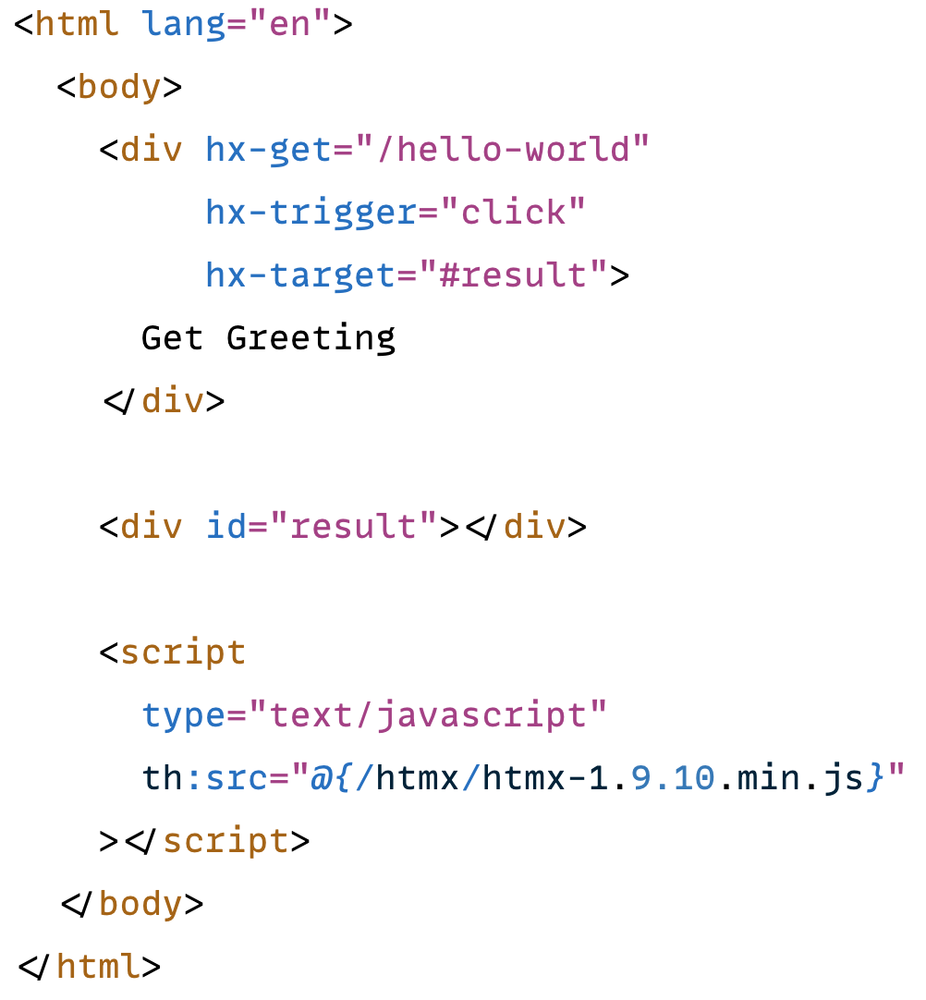 <html lang="en">
  <body>
    <div hx-get="/hello-world"
         hx-trigger="click"
         hx-target="#result">
      Get Greeting
    </div>

    <div id="result"></div>

    <script
      type="text/javascript"
      th:src="@{/htmx/htmx-1.9.10.min.js}"
    ></script>
  </body>
</html>